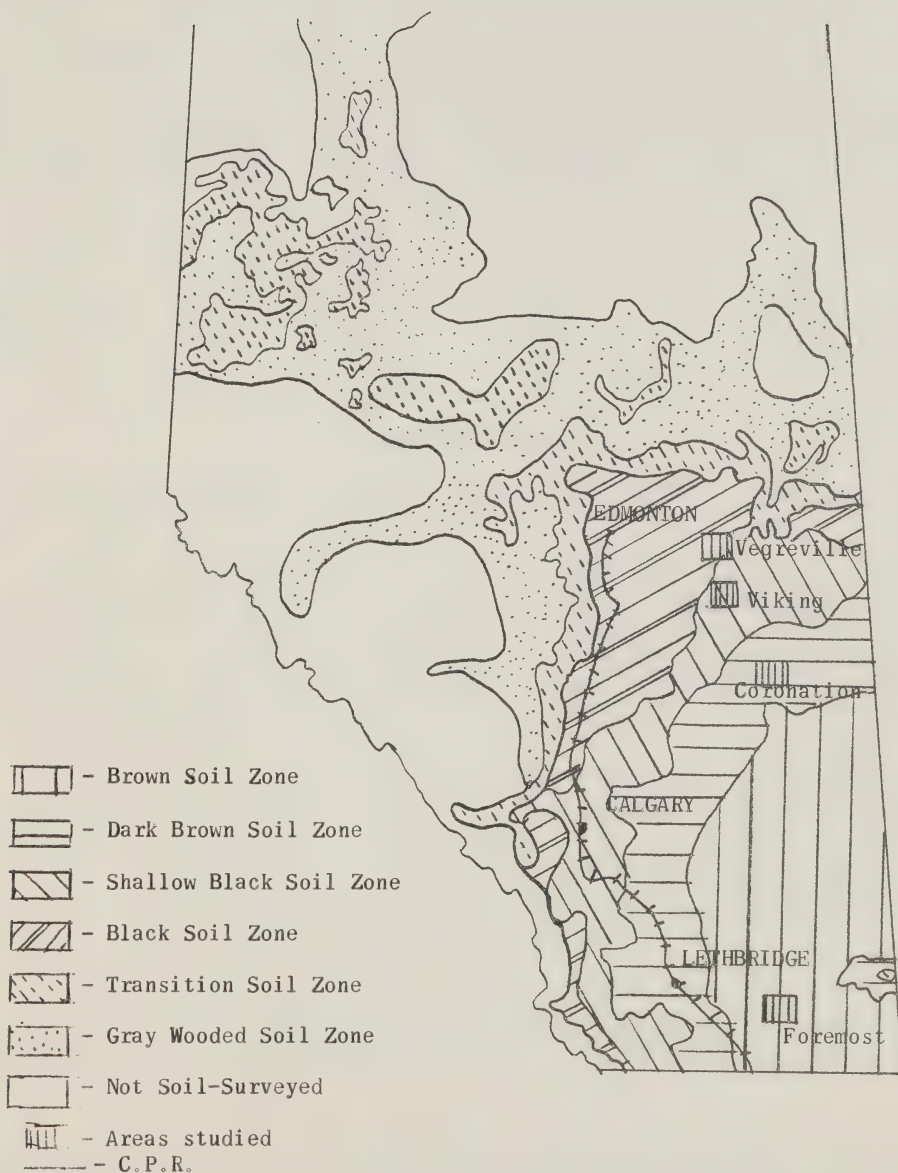 EDMONTON
Vegreville
Viking
Coronation
CALGARY
LETHBRIDGE
Foremost
- Brown Soil Zone
- Dark Brown Soil Zone
- Shallow Black Soil Zone
- Black Soil Zone
- Transition Soil Zone
- Gray Wooded Soil Zone
- Not Soil-Surveyed
- Areas studied
- C.P.R.